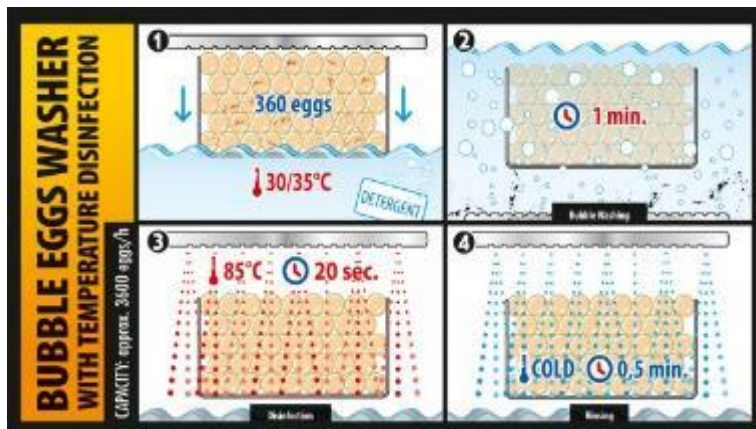 BUBBLE EGGS WASHER
WITH TEMPERATURE DISINFECTION
CAPACITY: approx. 3600 eggs/h
1
360 eggs
30/35°C
DETERGENT
2
1 min.
Bubble Washing
3
85°C 20 sec.
Disinfection
4
COLD 0,5 min.
Rinsing